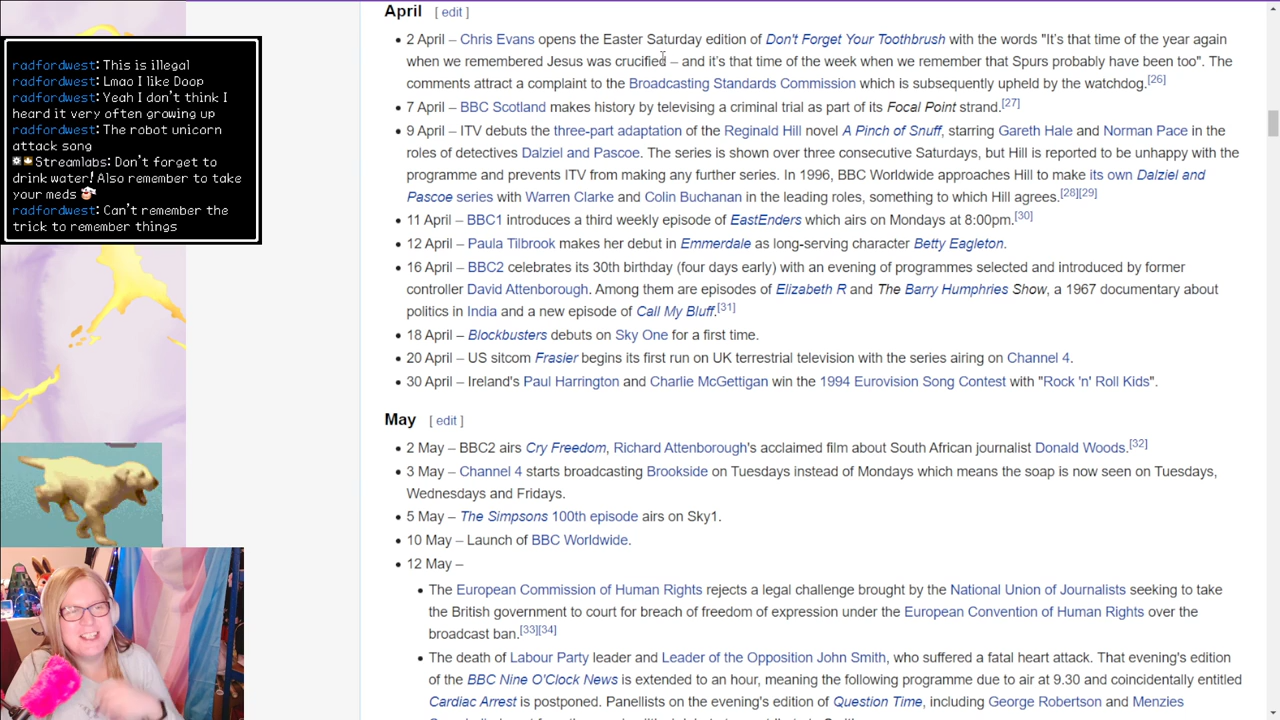 radfordwest: This is illegal
radfordwest: Lmao I like Doop
radfordwest: Yeah I don't think I
heard it very often growing up
radfordwest: The robot unicorn
attack song
Streamlabs: Don't forget to
drink water! Also remember to take
your meds
radfordwest: Can't remember the
trick to remember things
April [ edit ]
• 2 April – Chris Evans opens the Easter Saturday edition of Don't Forget Your Toothbrush with the words "It's that time of the year again
when we remembered Jesus was crucified – and it's that time of the week when we remember that Spurs probably have been too". The
comments attract a complaint to the Broadcasting Standards Commission which is subsequently upheld by the watchdog.[26]
• 7 April – BBC Scotland makes history by televising a criminal trial as part of its Focal Point strand.[27]
• 9 April – ITV debuts the three-part adaptation of the Reginald Hill novel A Pinch of Snuff, starring Gareth Hale and Norman Pace in the
roles of detectives Dalziel and Pascoe. The series is shown over three consecutive Saturdays, but Hill is reported to be unhappy with the
programme and prevents ITV from making any further series. In 1996, BBC Worldwide approaches Hill to make its own Dalziel and
Pascoe series with Warren Clarke and Colin Buchanan in the leading roles, something to which Hill agrees.[28][29]
• 11 April – BBC1 introduces a third weekly episode of EastEnders which airs on Mondays at 8:00pm.[30]
• 12 April – Paula Tilbrook makes her debut in Emmerdale as long-serving character Betty Eagleton.
• 16 April – BBC2 celebrates its 30th birthday (four days early) with an evening of programmes selected and introduced by former
controller David Attenborough. Among them are episodes of Elizabeth R and The Barry Humphries Show, a 1967 documentary about
politics in India and a new episode of Call My Bluff.[31]
• 18 April – Blockbusters debuts on Sky One for a first time.
• 20 April – US sitcom Frasier begins its first run on UK terrestrial television with the series airing on Channel 4.
• 30 April – Ireland's Paul Harrington and Charlie McGettigan win the 1994 Eurovision Song Contest with "Rock 'n' Roll Kids".
May [ edit ]
• 2 May – BBC2 airs Cry Freedom, Richard Attenborough's acclaimed film about South African journalist Donald Woods.[32]
• 3 May – Channel 4 starts broadcasting Brookside on Tuesdays instead of Mondays which means the soap is now seen on Tuesdays,
Wednesdays and Fridays.
• 5 May – The Simpsons 100th episode airs on Sky1.
• 10 May – Launch of BBC Worldwide.
• 12 May –
• The European Commission of Human Rights rejects a legal challenge brought by the National Union of Journalists seeking to take
the British government to court for breach of freedom of expression under the European Convention of Human Rights over the
broadcast ban.[33][34]
• The death of Labour Party leader and Leader of the Opposition John Smith, who suffered a fatal heart attack. That evening's edition
of the BBC Nine O'Clock News is extended to an hour, meaning the following programme due to air at 9.30 and coincidentally entitled
Cardiac Arrest is postponed. Panellists on the evening's edition of Question Time, including George Robertson and Menzies